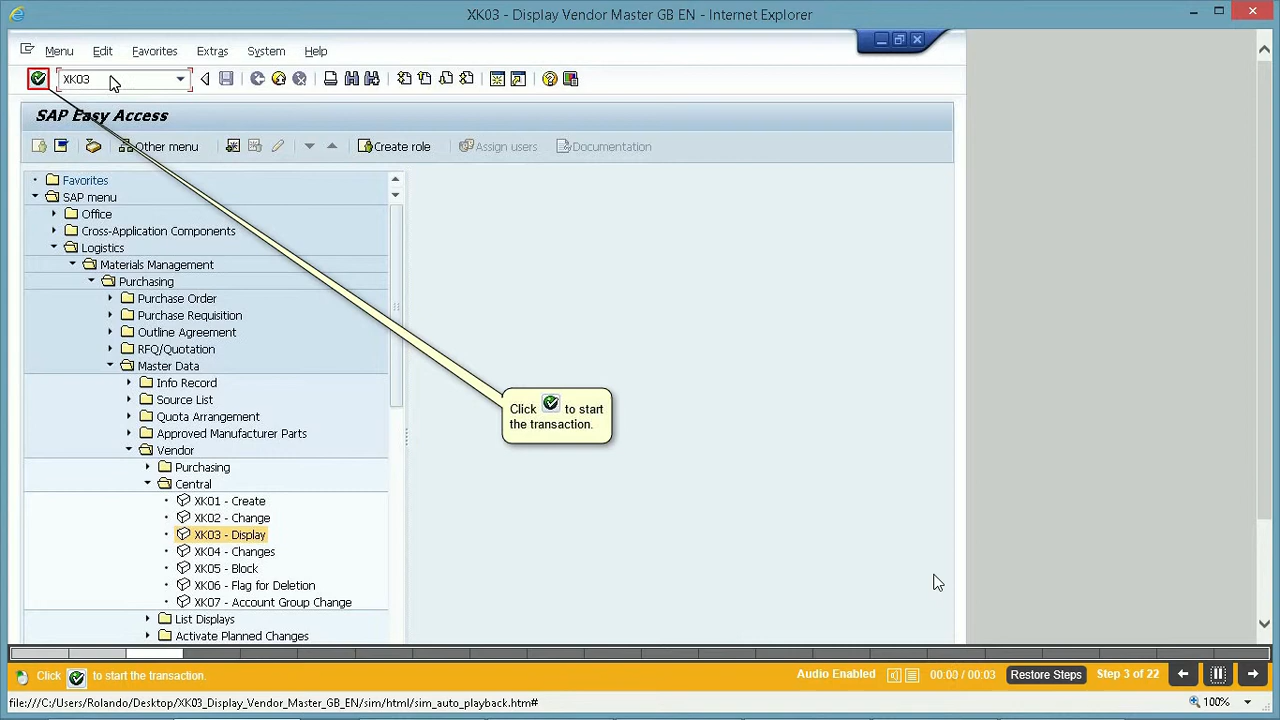 XK03 - Display Vendor Master GB EN - Internet Explorer
Menu Edit Favorites Extras System Help
XK03
SAP Easy Access
Other menu Create role Assign users Documentation
Favorites
SAP menu
Office
Cross-Application Components
Logistics
Materials Management
Purchasing
Purchase Order
Purchase Requisition
Outline Agreement
RFQ/Quotation
Master Data
Info Record
Source List
Quota Arrangement
Approved Manufacturer Parts
Vendor
Purchasing
Central
XK01 - Create
XK02 - Change
XK03 - Display
XK04 - Changes
XK05 - Block
XK06 - Flag for Deletion
XK07 - Account Group Change
List Displays
Activate Planned Changes
Click to start
the transaction.
Click to start the transaction.
Audio Enabled 00:00 / 00:03 Restore Steps Step 3 of 22
file:///C:/Users/Rolando/Desktop/XK03_Display_Vendor_Master_GB_EN/sim/html/sim_auto_playback.htm#
100%